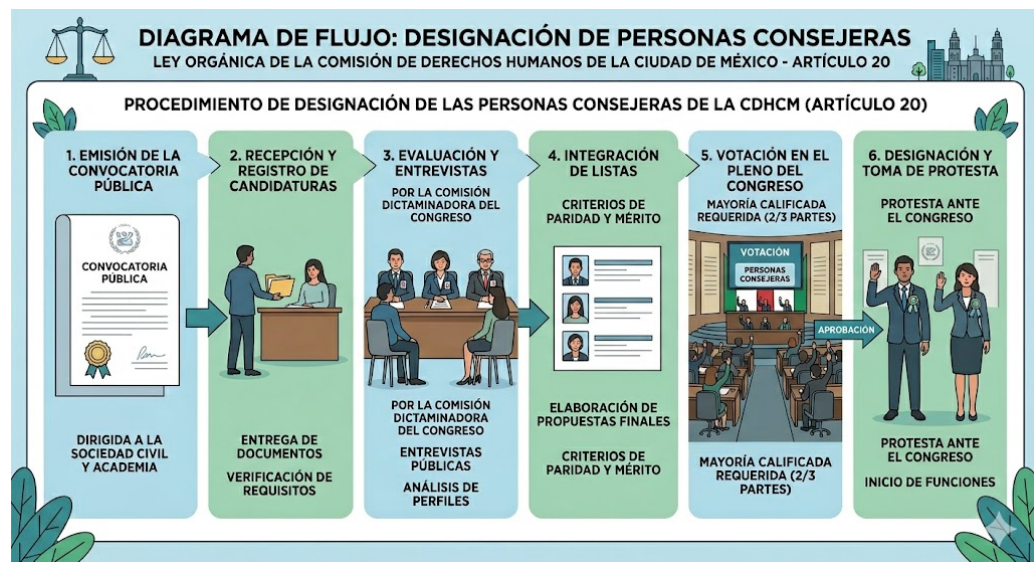 DIAGRAMA DE FLUJO: DESIGNACIÓN DE PERSONAS CONSEJERAS
LEY ORGÁNICA DE LA COMISIÓN DE DERECHOS HUMANOS DE LA CIUDAD DE MÉXICO - ARTÍCULO 20
PROCEDIMIENTO DE DESIGNACIÓN DE LAS PERSONAS CONSEJERAS DE LA CDHCM (ARTÍCULO 20)
1. EMISIÓN DE LA
CONVOCATORIA
PÚBLICA
CONVOCATORIA
PÚBLICA
DIRIGIDA A LA
SOCIEDAD CIVIL
Y ACADEMIA
2. RECEPCIÓN Y
REGISTRO DE
CANDIDATURAS
ENTREGA DE
DOCUMENTOS
VERIFICACIÓN DE
REQUISITOS
3. EVALUACIÓN Y
ENTREVISTAS
POR LA COMISIÓN
DICTAMINADORA DEL
CONGRESO
POR LA COMISIÓN
DICTAMINADORA
DEL CONGRESO
ENTREVISTAS
PÚBLICAS
ANÁLISIS DE
PERFILES
4. INTEGRACIÓN
DE LISTAS
CRITERIOS DE
PARIDAD Y MÉRITO
ELABORACIÓN DE
PROPUESTAS FINALES
CRITERIOS DE
PARIDAD Y MÉRITO
5. VOTACIÓN EN EL
PLENO DEL
CONGRESO
MAYORÍA CALIFICADA
REQUERIDA (2/3 PARTES)
VOTACIÓN
PERSONAS
CONSEJERAS
MAYORÍA CALIFICADA
REQUERIDA (2/3
PARTES)
APROBACIÓN
6. DESIGNACIÓN Y
TOMA DE PROTESTA
PROTESTA ANTE
EL CONGRESO
PROTESTA ANTE
EL CONGRESO
INICIO DE FUNCIONES